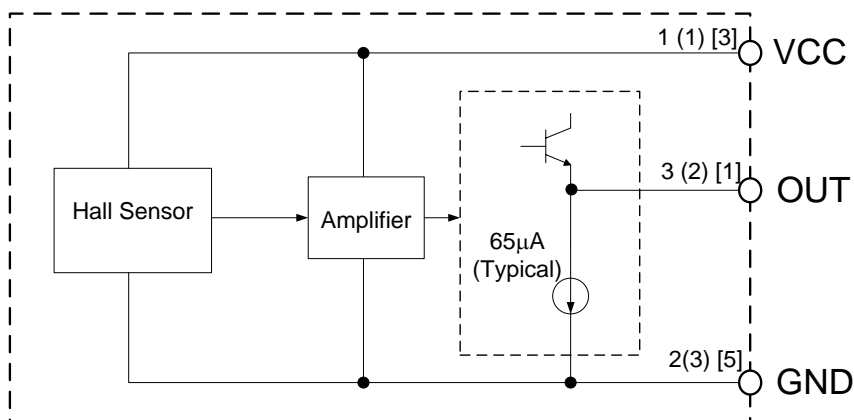 1 (1) [3]
VCC
3 (2) [1]
OUT
Hall Sensor
Amplifier
65µA
(Typical)
2(3) [5]
GND